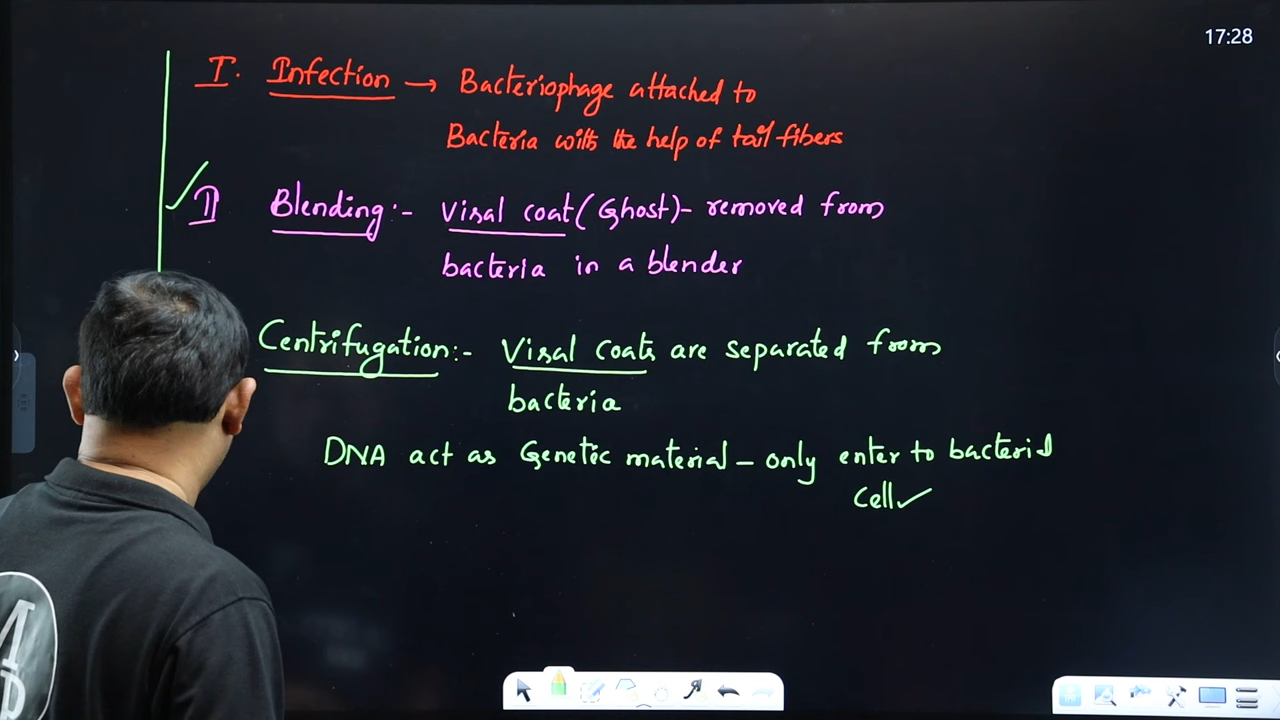 17:28
I. Infection → Bacteriophage attached to
Bacteria with the help of tail fibers
II Blending:- Viral coat (Ghost)- removed from
bacteria in a blender
Centrifugation:- Viral coats are separated from
bacteria
DNA act as Genetic material - only enter to bacterial
cell ✓